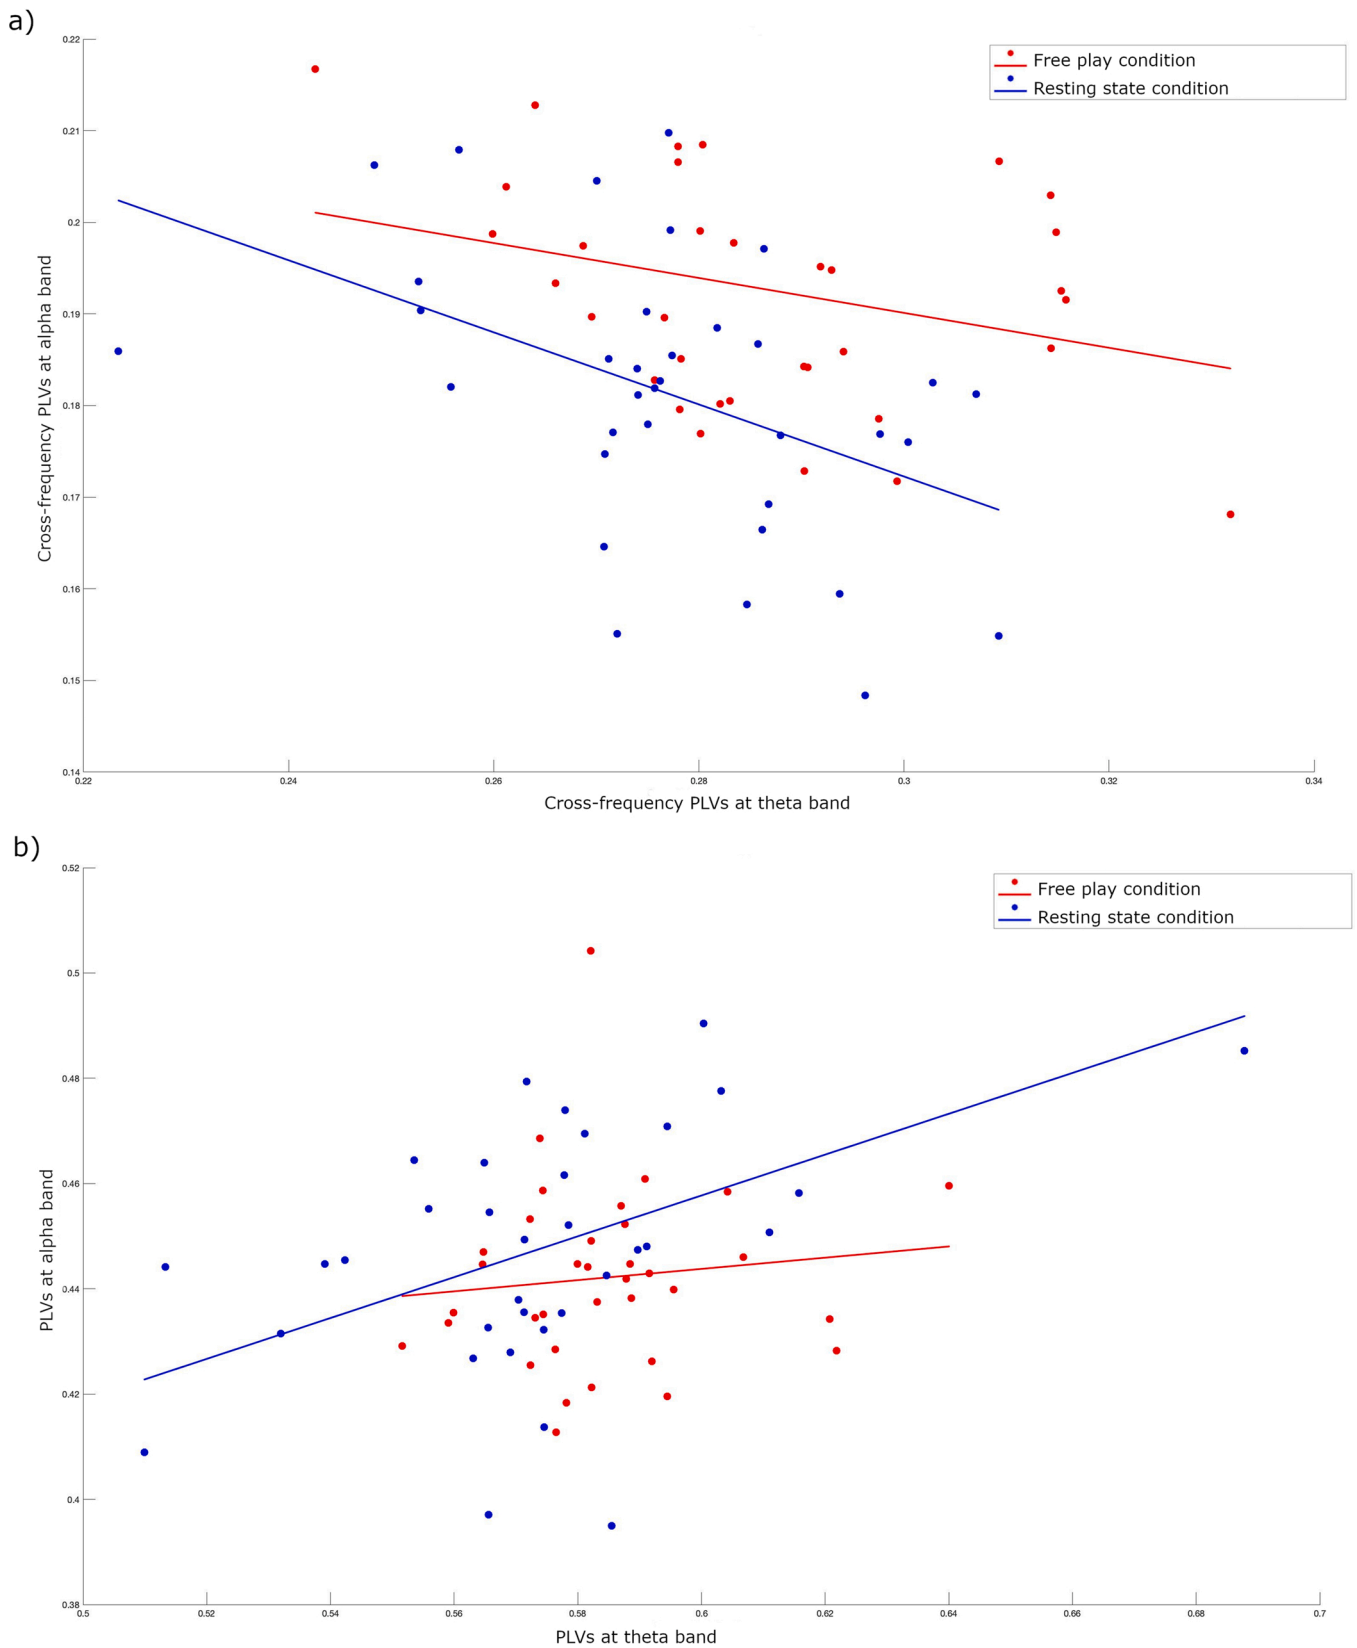 a)
0.22
0.21
0.2
0.19
0.18
0.17
0.16
0.15
0.14
Cross-frequency PLVs at alpha band
Free play condition
Resting state condition
0.22 0.24 0.26 0.28 0.3 0.32 0.34
Cross-frequency PLVs at theta band
b)
0.52
0.5
0.48
0.46
0.44
0.42
0.4
0.38
PLVs at alpha band
Free play condition
Resting state condition
0.5 0.52 0.54 0.56 0.58 0.6 0.62 0.64 0.66 0.68 0.7
PLVs at theta band